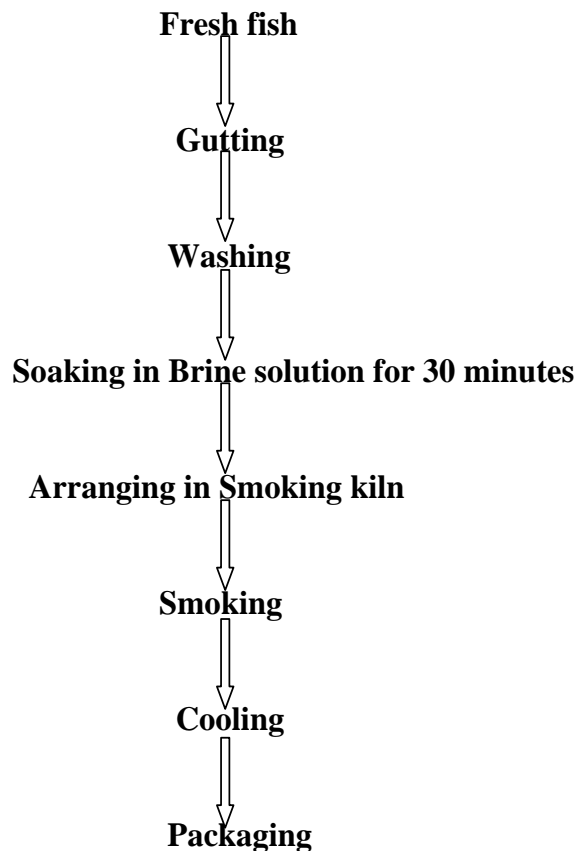 Fresh fish
Gutting
Washing
Soaking in Brine solution for 30 minutes
Arranging in Smoking kiln
Smoking
Cooling
Packaging